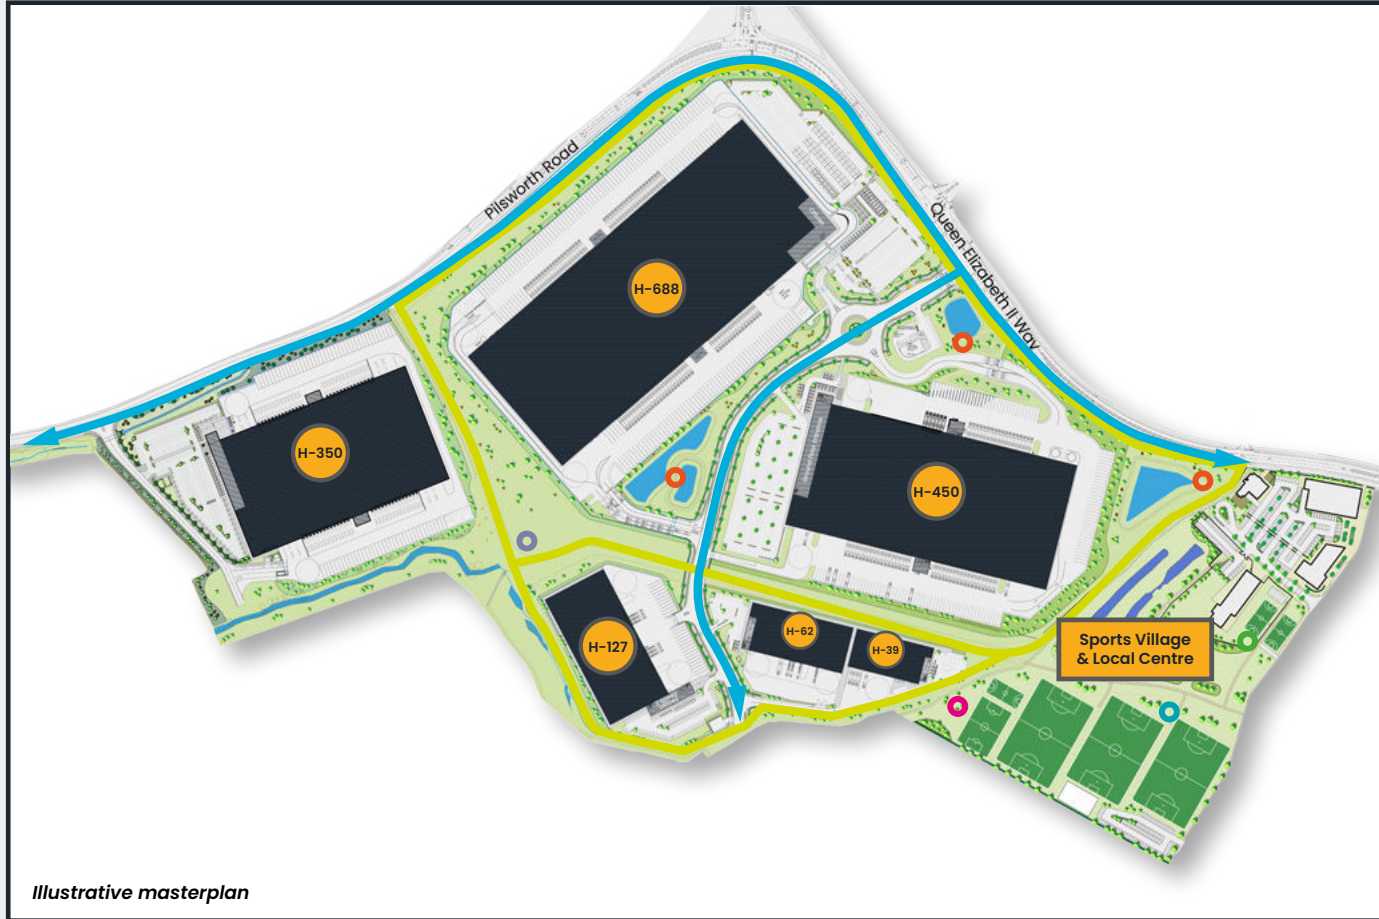 Pilsworth Road
Queen Elizabeth II Way
H-688
H-350
H-450
H-127
H-62
H-39
Sports Village
& Local Centre
Illustrative masterplan